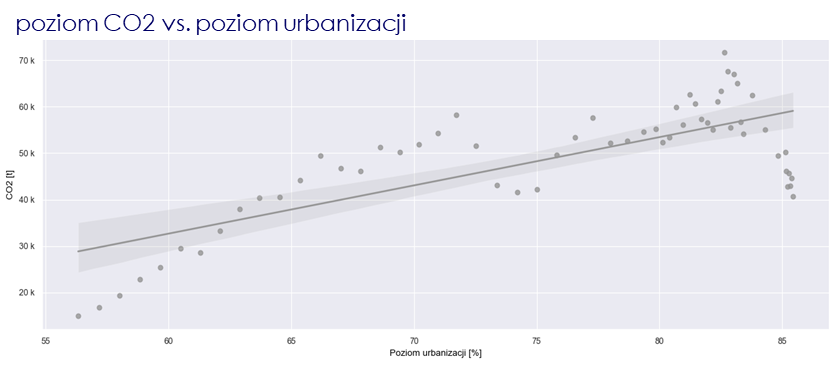 poziom CO2 vs. poziom urbanizacji
70 k
60 k
50 k
40 k
30 k
20 k
CO2 [t]
55 60 65 70 75 80 85
Poziom urbanizacji [%]